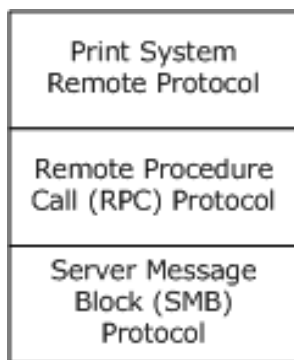 Print System
Remote Protocol
Remote Procedure
Call (RPC) Protocol
Server Message
Block (SMB)
Protocol